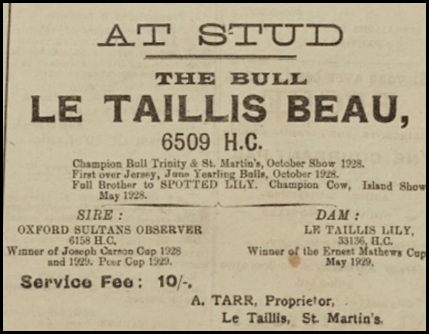 AT STUD
THE BULL
LE TAILLIS BEAU,
6509 H.C.
Champion Bull Trinity & St. Martin's, October Show 1928.
First over Jersey, June Yearling Bulls, October 1928.
Full Brother to SPOTTED LILY. Champion Cow, Island Show
May 1928.
SIRE :
OXFORD SULTANS OBSERVER
6158 H.C.
Winner of Joseph Carson Cup 1928
and 1929. Peer Cup 1929.
DAM :
LE TAILLIS LILY,
33136, H.C.
Winner of the Ernest Mathews Cup
May 1929.
Service Fee: 10/-.
A. TARR, Proprietor,
Le Taillis, St. Martin's.